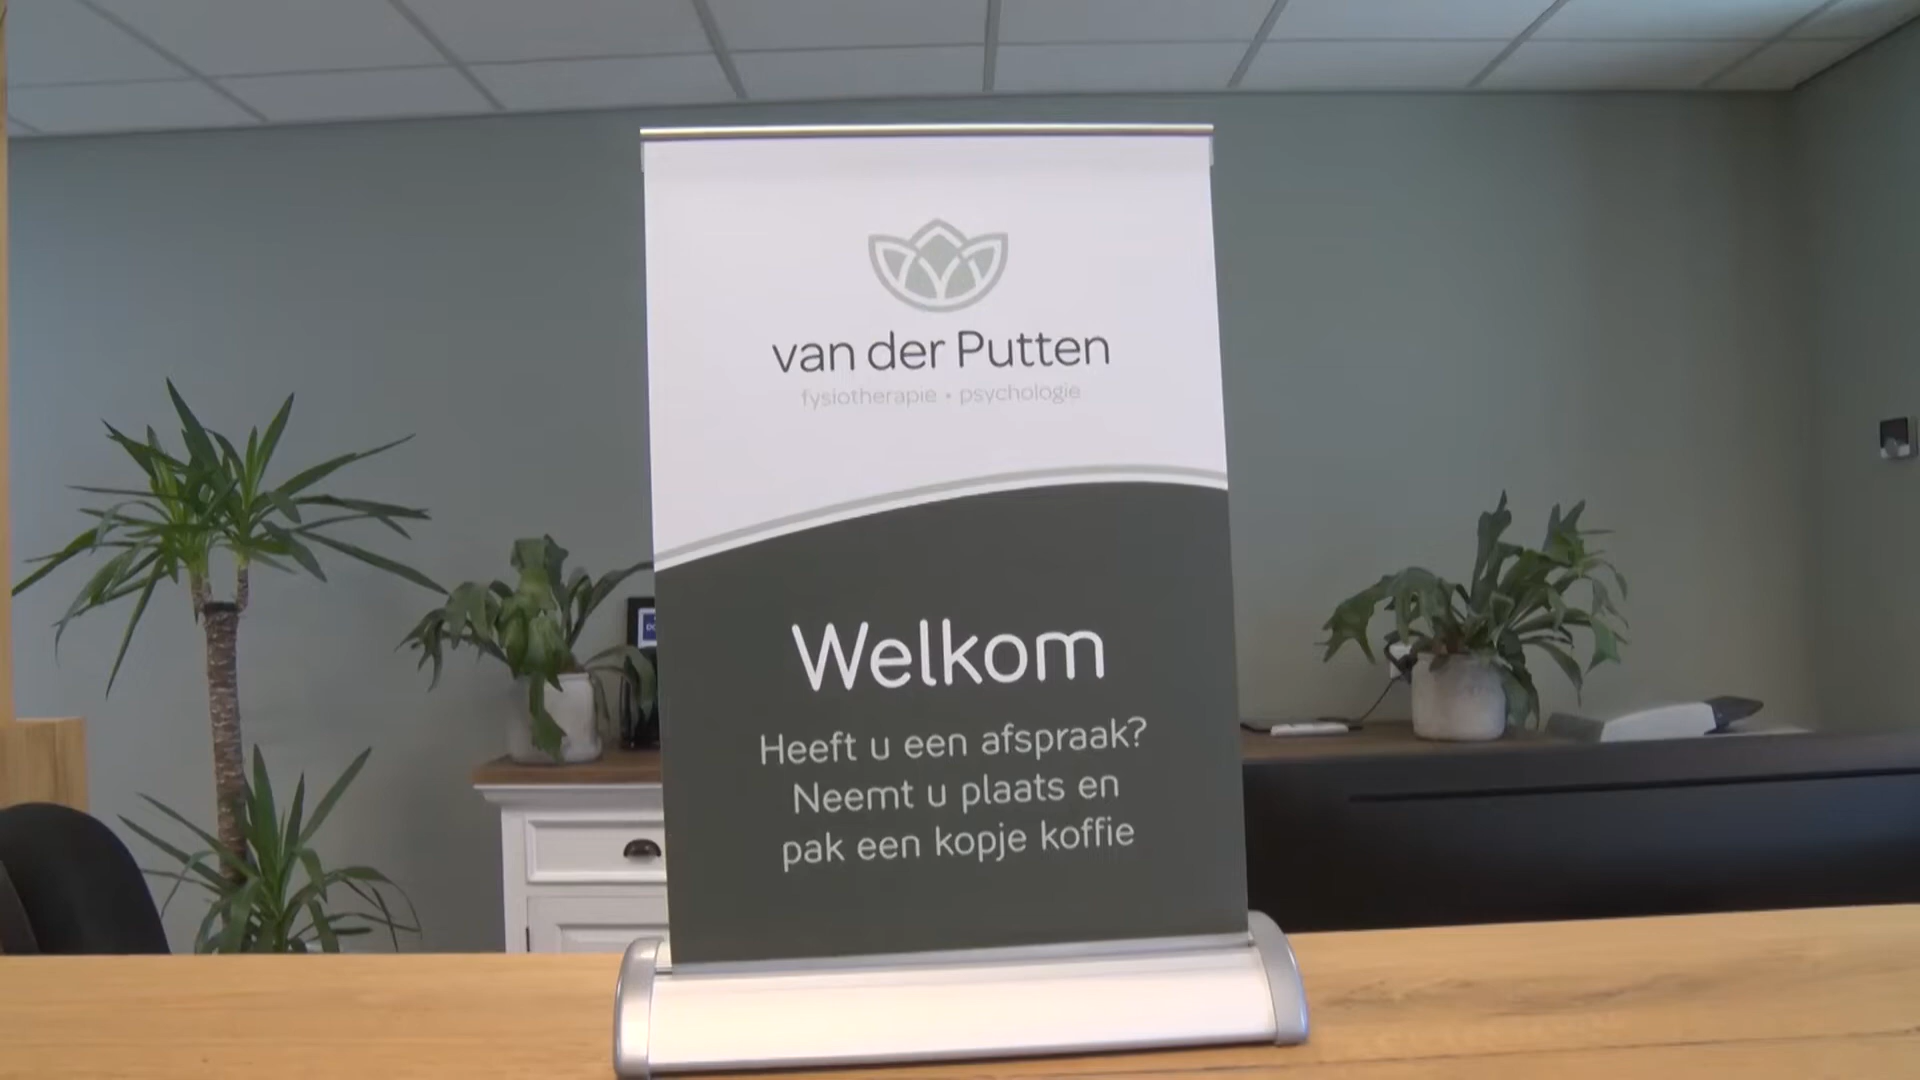 van der Putten
fysiotherapie • psychologie
Welkom
Heeft u een afspraak?
Neemt u plaats en
pak een kopje koffie